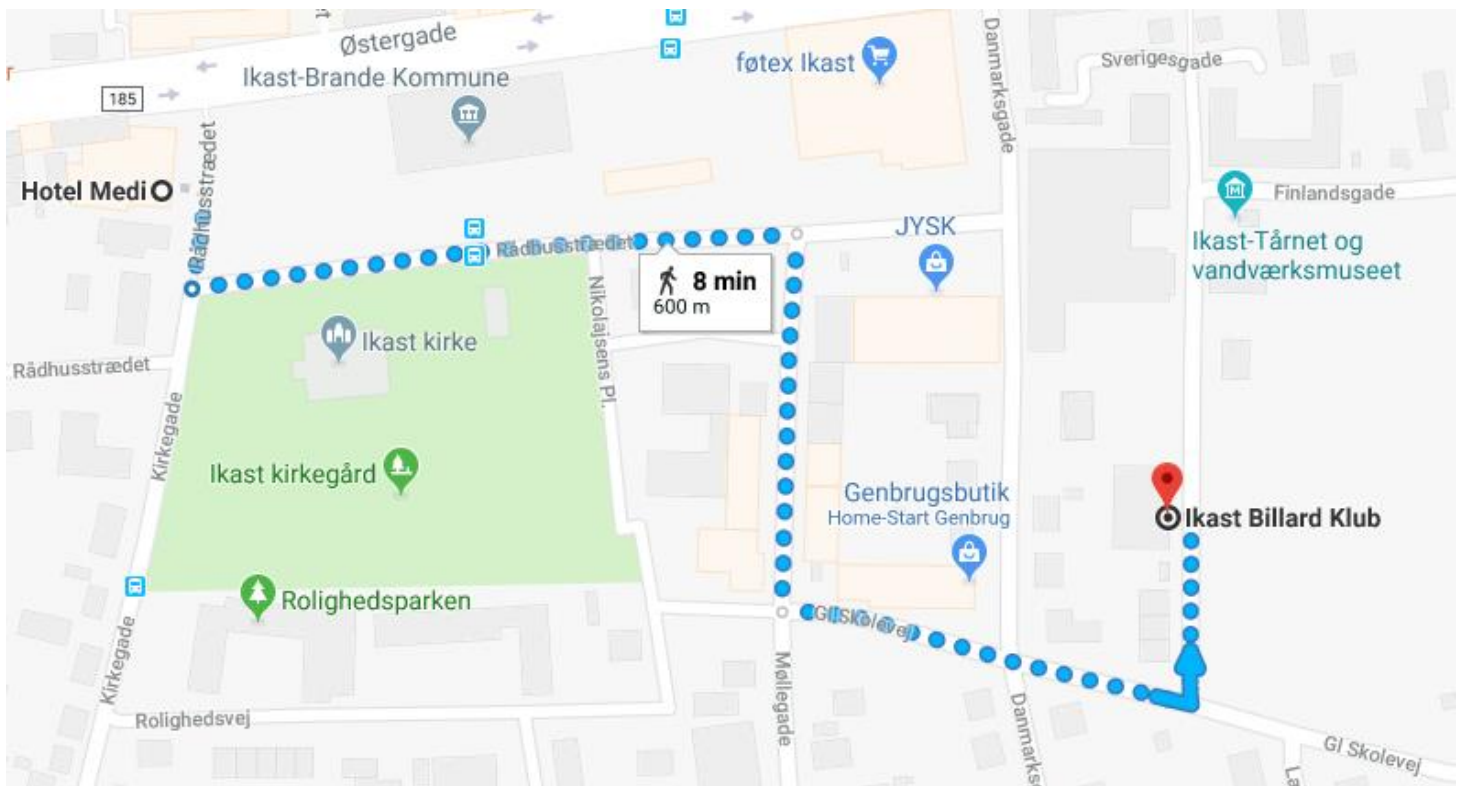 Østergade
Ikast-Brande Kommune
185
føtex Ikast
Danmarksgade
Sverigesgade
Rådhusstrædet
Hotel Medi
Finlandsgade
Rådhusstrædet
JYSK
Ikast-Tårnet og
vandværksmuseet
8 min
600 m
Nikolajsens Pl.
Ikast kirke
Rådhusstrædet
Kirkegade
Ikast kirkegård
Genbrugsbutik
Home-Start Genbrug
Ikast Billard Klub
Rolighedsparken
Gl Skolevej
Kirkegade
Møllegade
Rolighedsvej
Gl Skolevej